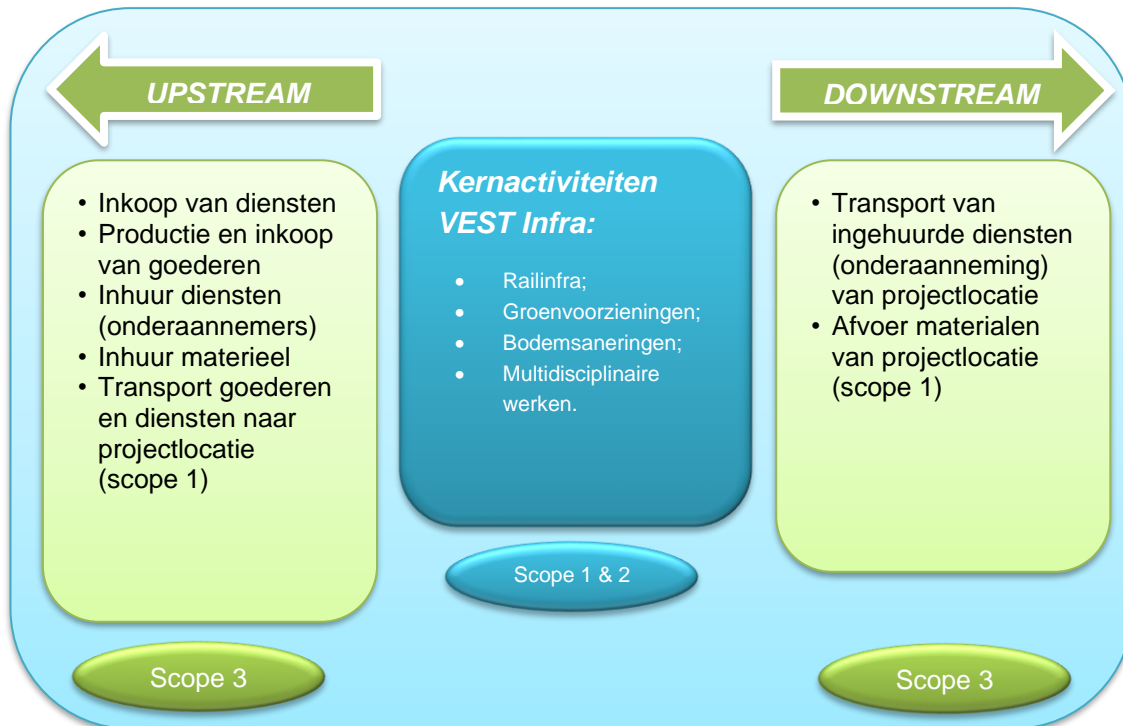 UPSTREAM
• Inkoop van diensten
• Productie en inkoop
van goederen
• Inhuur diensten
(onderaannemers)
• Inhuur materieel
• Transport goederen
en diensten naar
projectlocatie
(scope 1)
Scope 3
Kernactiviteiten
VEST Infra:
• Railinfra;
• Groenvoorzieningen;
• Bodemsaneringen;
• Multidisciplinaire
werken.
Scope 1 & 2
DOWNSTREAM
• Transport van
ingehuurde diensten
(onderaanneming)
van projectlocatie
• Afvoer materialen
van projectlocatie
(scope 1)
Scope 3